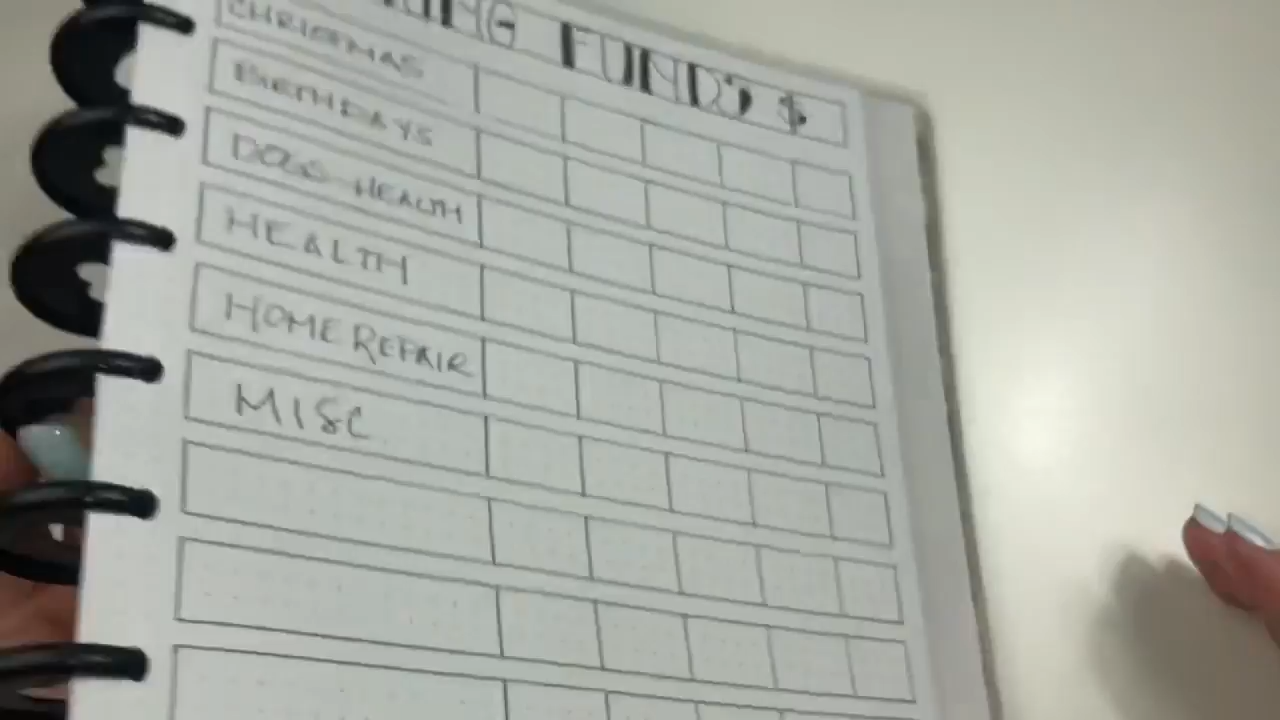 FUNDS $
CHRISTMAS
BIRTHDAYS
DOGS HEALTH
HEALTH
HOME REPAIR
MISC